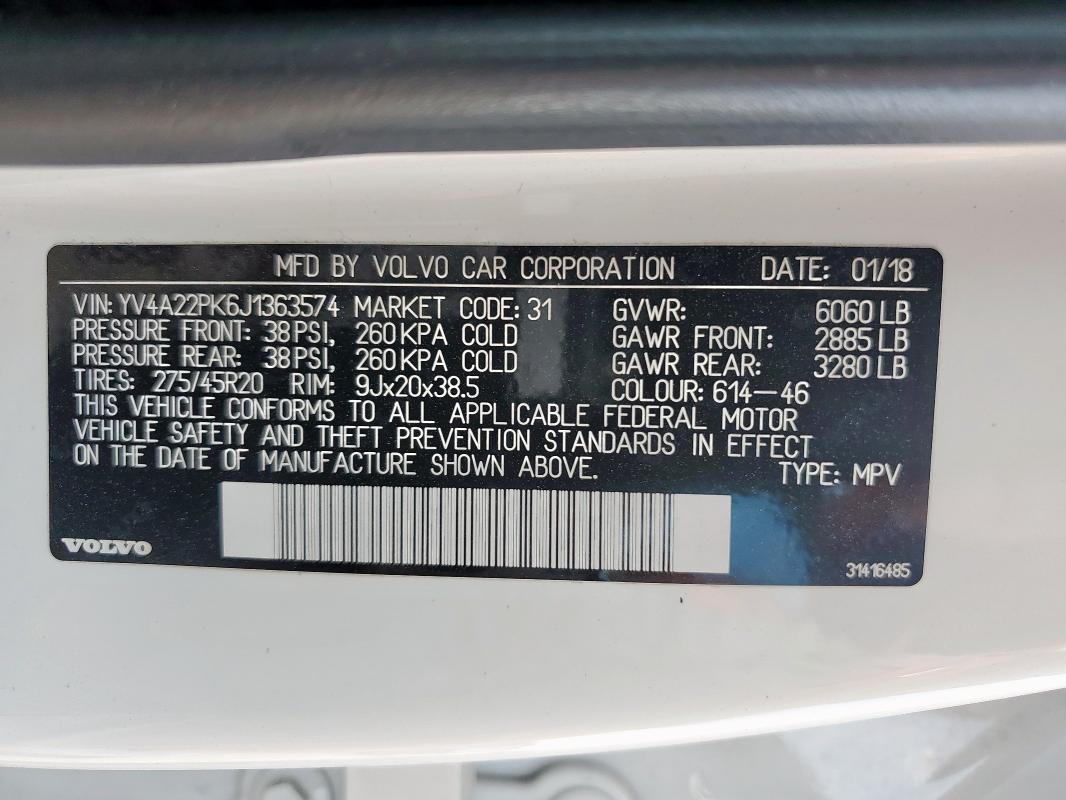 MFD BY VOLVO CAR CORPORATION DATE: 01/18
VIN: YV4A22PK6J1363574 MARKET CODE: 31 GVWR: 6060 LB
PRESSURE FRONT: 38 PSI, 260 KPA COLD GAWR FRONT: 2885 LB
PRESSURE REAR: 38 PSI, 260 KPA COLD GAWR REAR: 3280 LB
TIRES: 275/45R20 RIM: 9Jx20x38.5 COLOUR: 614-46
THIS VEHICLE CONFORMS TO ALL APPLICABLE FEDERAL MOTOR
VEHICLE SAFETY AND THEFT PREVENTION STANDARDS IN EFFECT
ON THE DATE OF MANUFACTURE SHOWN ABOVE. TYPE: MPV
VOLVO 31416485